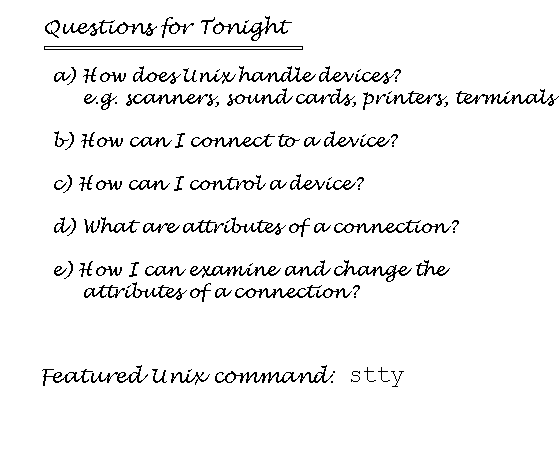 Questions for Tonight
a) How does Unix handle devices?
e.g. scanners, sound cards, printers, terminals
b) How can I connect to a device?
c) How can I control a device?
d) What are attributes of a connection?
e) How I can examine and change the
attributes of a connection?
Featured Unix command: stty